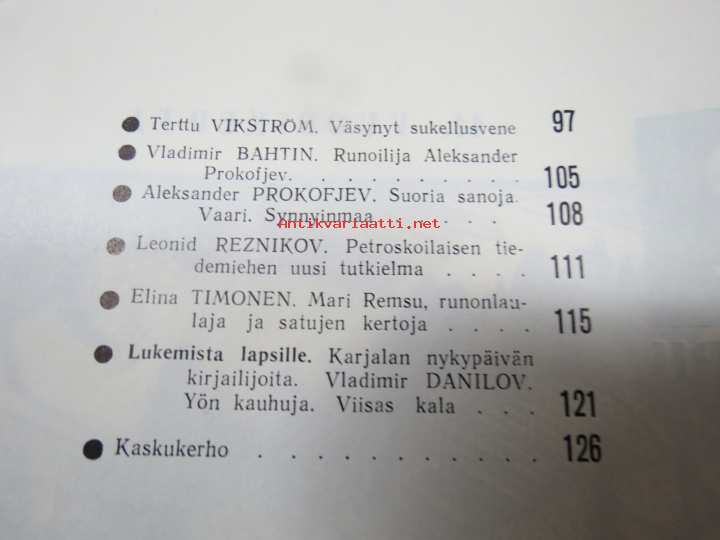 ● Terttu VIKSTRÖM. Väsynyt sukellusvene 97
● Vladimir BAHTIN. Runoilija Aleksander
Prokofjev. . . . . . . . . . 105
● Aleksander PROKOFJEV. Suoria sanoja.
Vaari. Synnyinmaa . . . . 108
Antikvariaatti.net
● Leonid REZNIKOV. Petroskoilaisen tie-
demiehen uusi tutkielma . . . . 111
● Elina TIMONEN. Mari Remsu, runonlau-
laja ja satujen kertoja . . . . 115
● Lukemista lapsille. Karjalan nykypäivän
kirjailijoita. Vladimir DANILOV.
Yön kauhuja. Viisas kala . . . 121
● Kaskukerho . . . . . . . . . . . 126